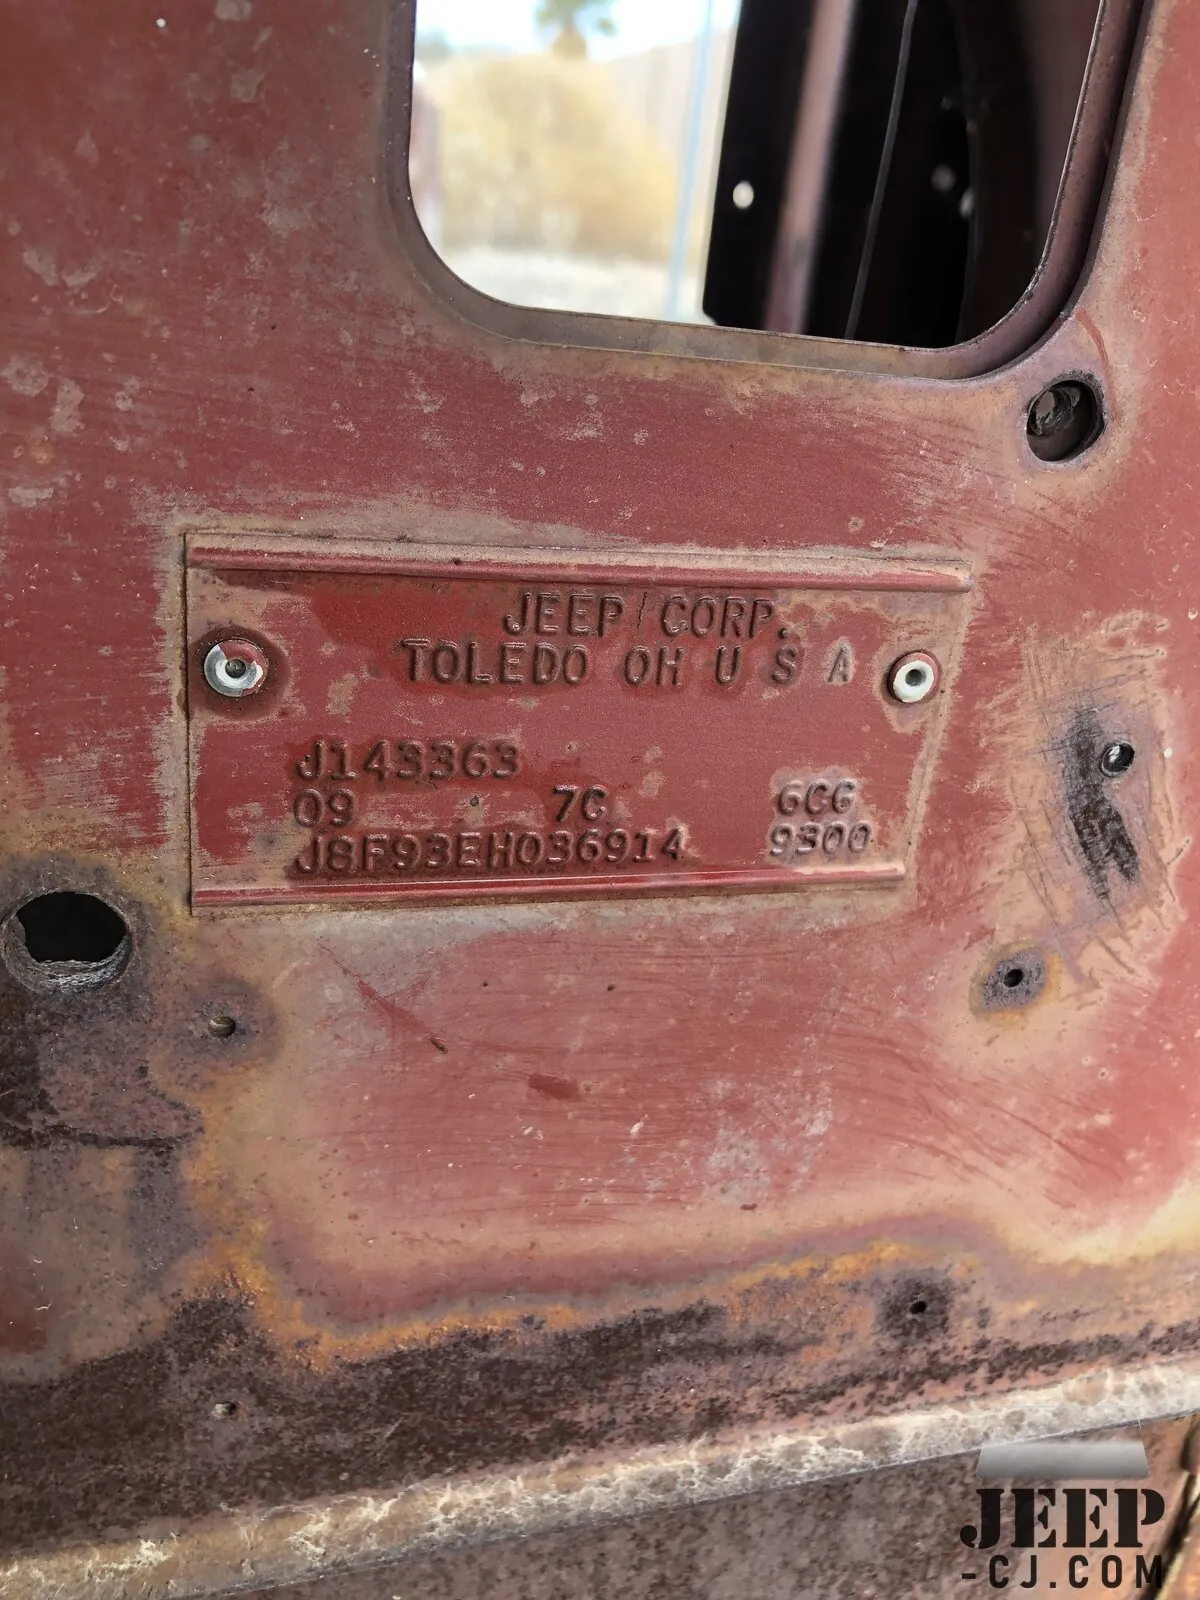 JEEP CORP.
TOLEDO OH U S A
J143363
09 7C 6CG
J8F93EH036914 9300
JEEP
-CJ.COM